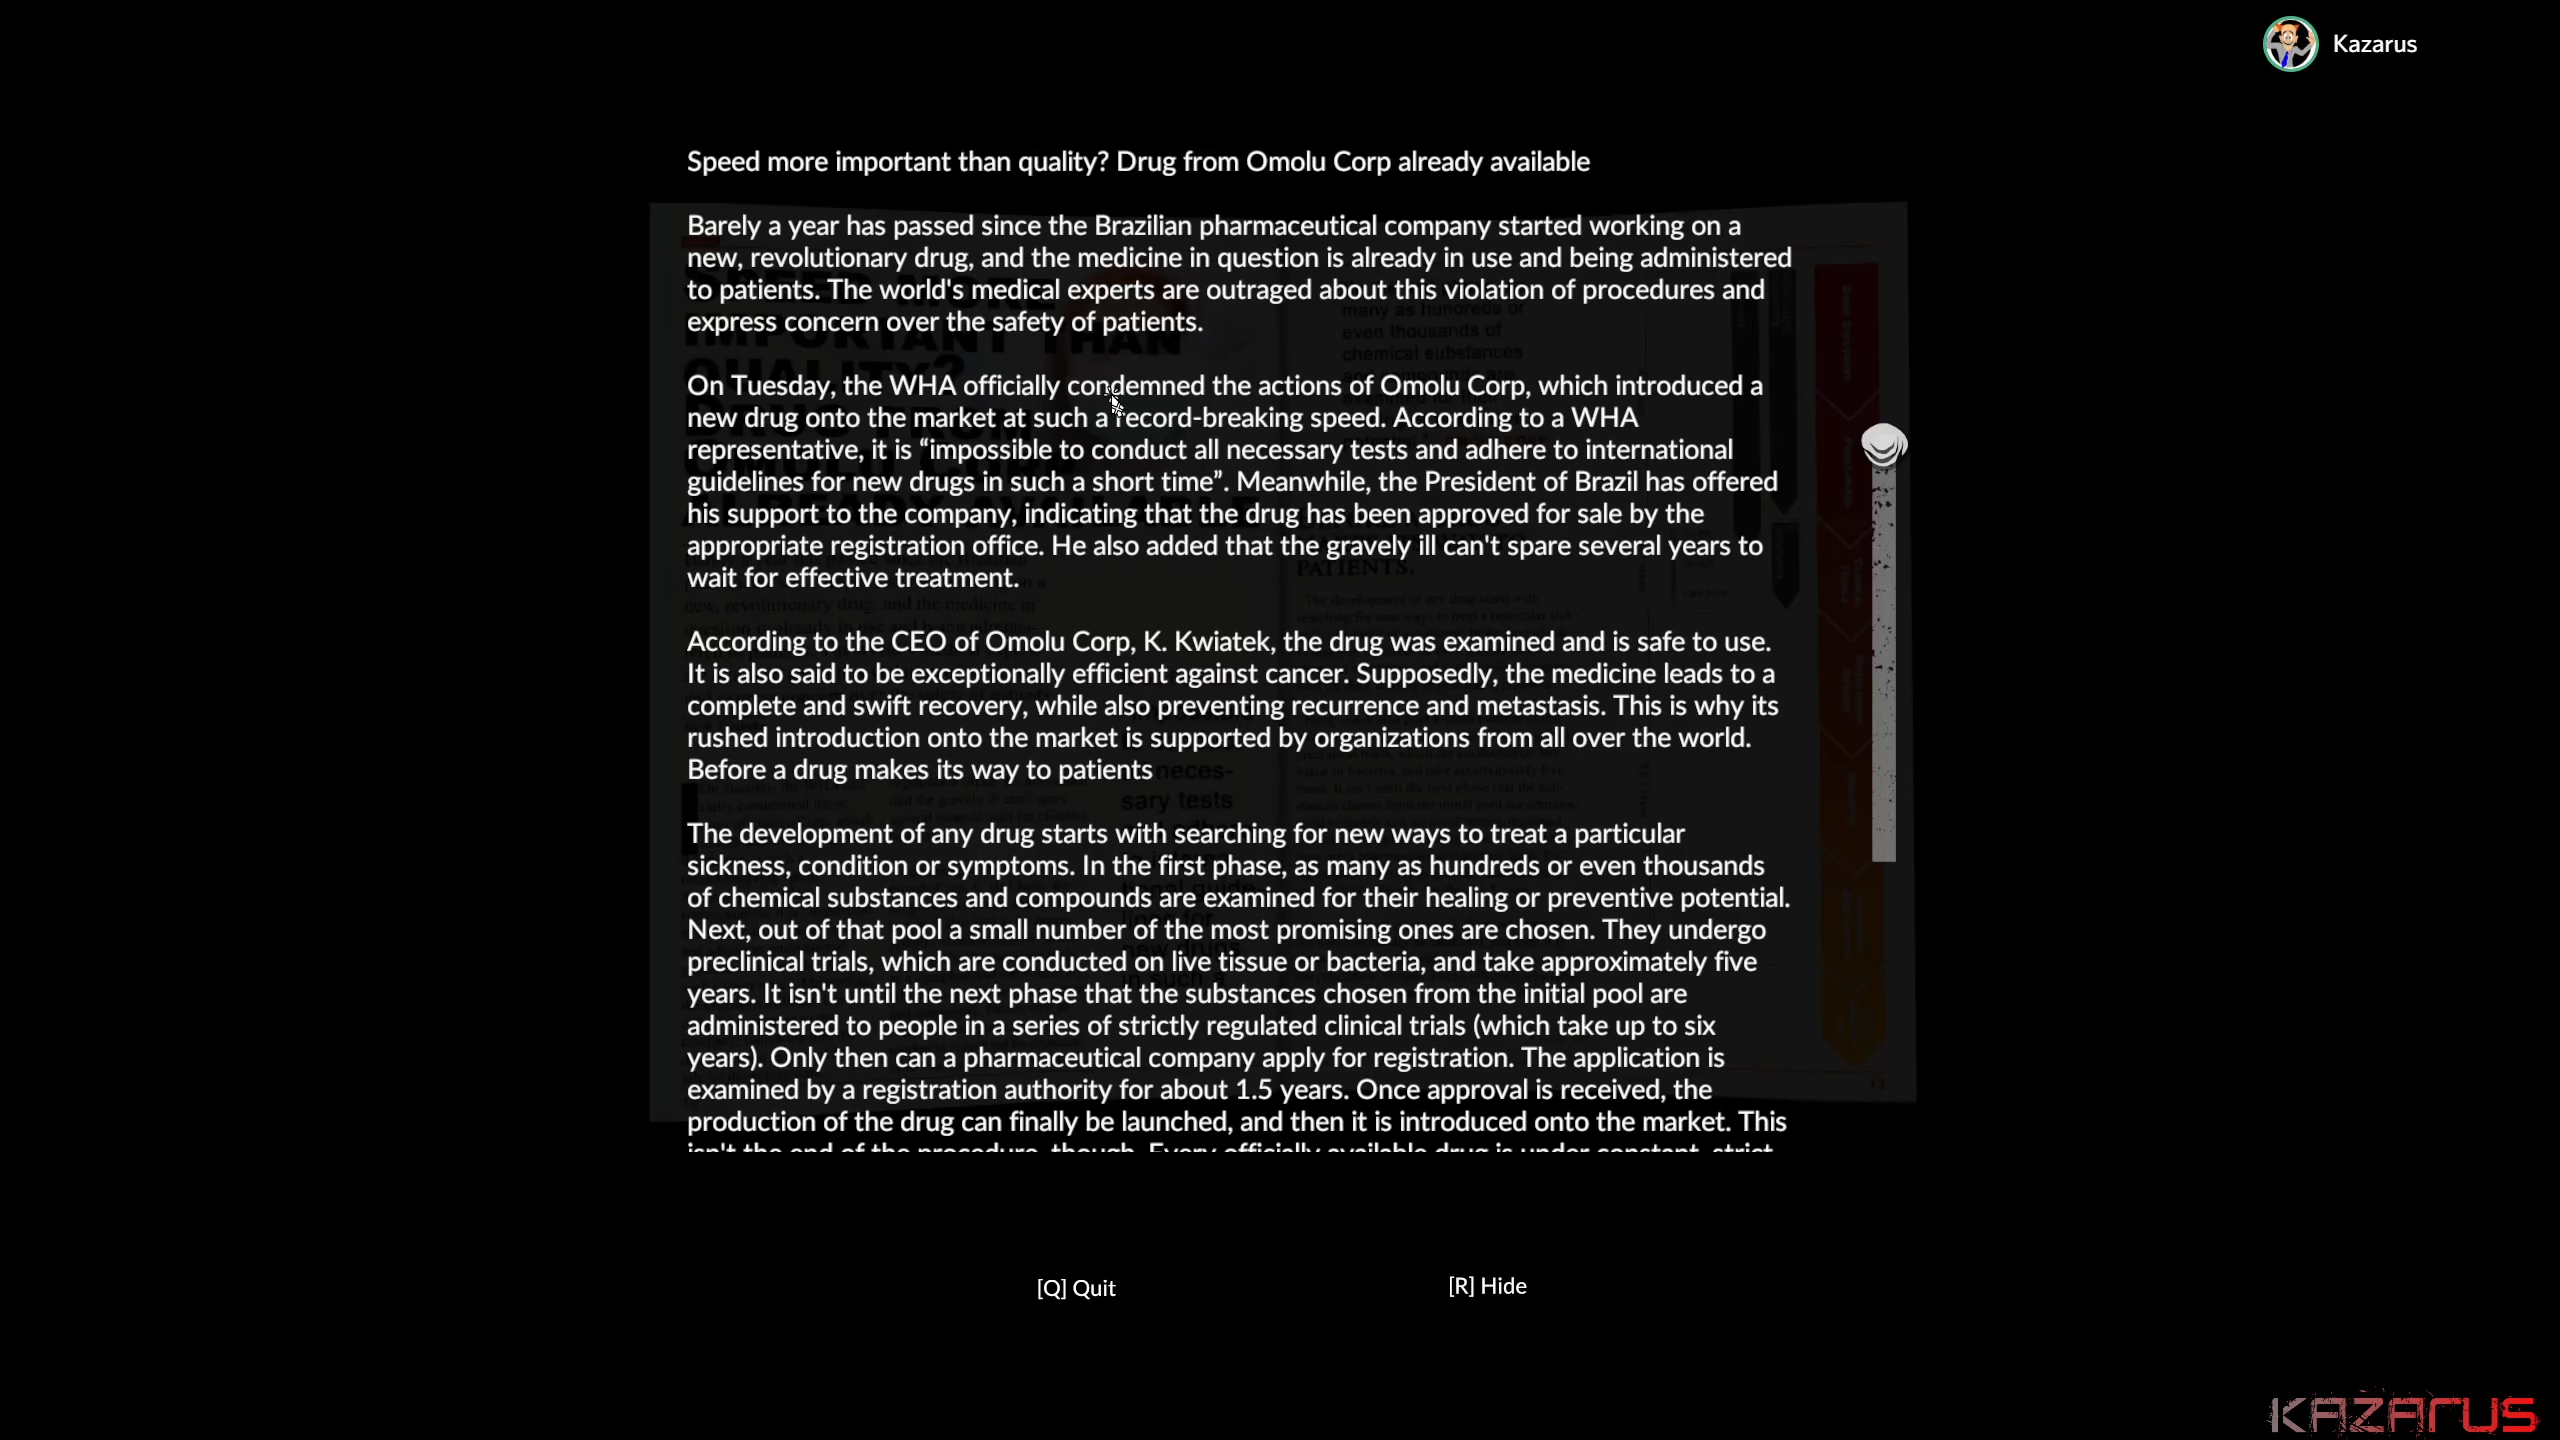 Kazarus
Speed more important than quality? Drug from Omolu Corp already available
Barely a year has passed since the Brazilian pharmaceutical company started working on a
new, revolutionary drug, and the medicine in question is already in use and being administered
to patients. The world's medical experts are outraged about this violation of procedures and
express concern over the safety of patients.
On Tuesday, the WHA officially condemned the actions of Omolu Corp, which introduced a
new drug onto the market at such a record-breaking speed. According to a WHA
representative, it is “impossible to conduct all necessary tests and adhere to international
guidelines for new drugs in such a short time”. Meanwhile, the President of Brazil has offered
his support to the company, indicating that the drug has been approved for sale by the
appropriate registration office. He also added that the gravely ill can't spare several years to
wait for effective treatment.
According to the CEO of Omolu Corp, K. Kwiatek, the drug was examined and is safe to use.
It is also said to be exceptionally efficient against cancer. Supposedly, the medicine leads to a
complete and swift recovery, while also preventing recurrence and metastasis. This is why its
rushed introduction onto the market is supported by organizations from all over the world.
Before a drug makes its way to patients
The development of any drug starts with searching for new ways to treat a particular
sickness, condition or symptoms. In the first phase, as many as hundreds or even thousands
of chemical substances and compounds are examined for their healing or preventive potential.
Next, out of that pool a small number of the most promising ones are chosen. They undergo
preclinical trials, which are conducted on live tissue or bacteria, and take approximately five
years. It isn't until the next phase that the substances chosen from the initial pool are
administered to people in a series of strictly regulated clinical trials (which take up to six
years). Only then can a pharmaceutical company apply for registration. The application is
examined by a registration authority for about 1.5 years. Once approval is received, the
production of the drug can finally be launched, and then it is introduced onto the market. This
isn't the end of the procedure, though. Every officially available drug is under constant, strict
[Q] Quit
[R] Hide
KAZARUS